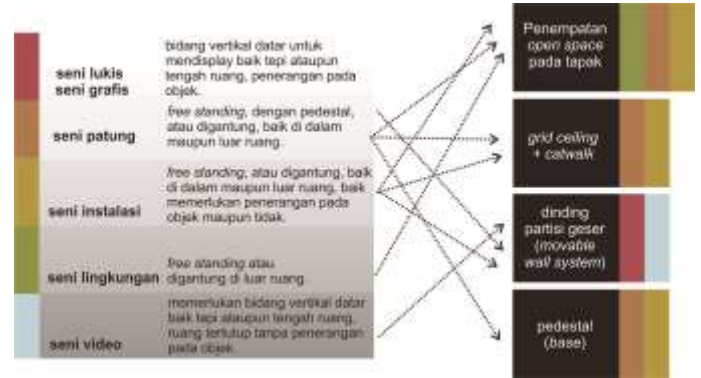 seni lukis
seni grafis
bidang vertikal datar untuk
mendisplay baik tepi ataupun
tengah ruang, penerangan pada
objek.
seni patung
free standing, dengan pedestal,
atau digantung, baik di dalam
maupun luar ruang.
seni instalasi
free standing, atau digantung, baik
di dalam maupun luar ruang, baik
memerlukan penerangan pada
objek maupun tidak.
seni lingkungan
free standing atau
digantung di luar ruang.
seni video
memerlukan bidang vertikal datar
baik tepi ataupun tengah ruang,
ruang tertutup tanpa penerangan
pada objek.
Penempatan
open space
pada tapak
grid ceiling
+ catwalk
dinding
partisi geser
(movable
wall system)
pedestal
(base)